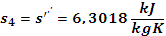 s₄ = s″ = 6,3018 kJ/kgK